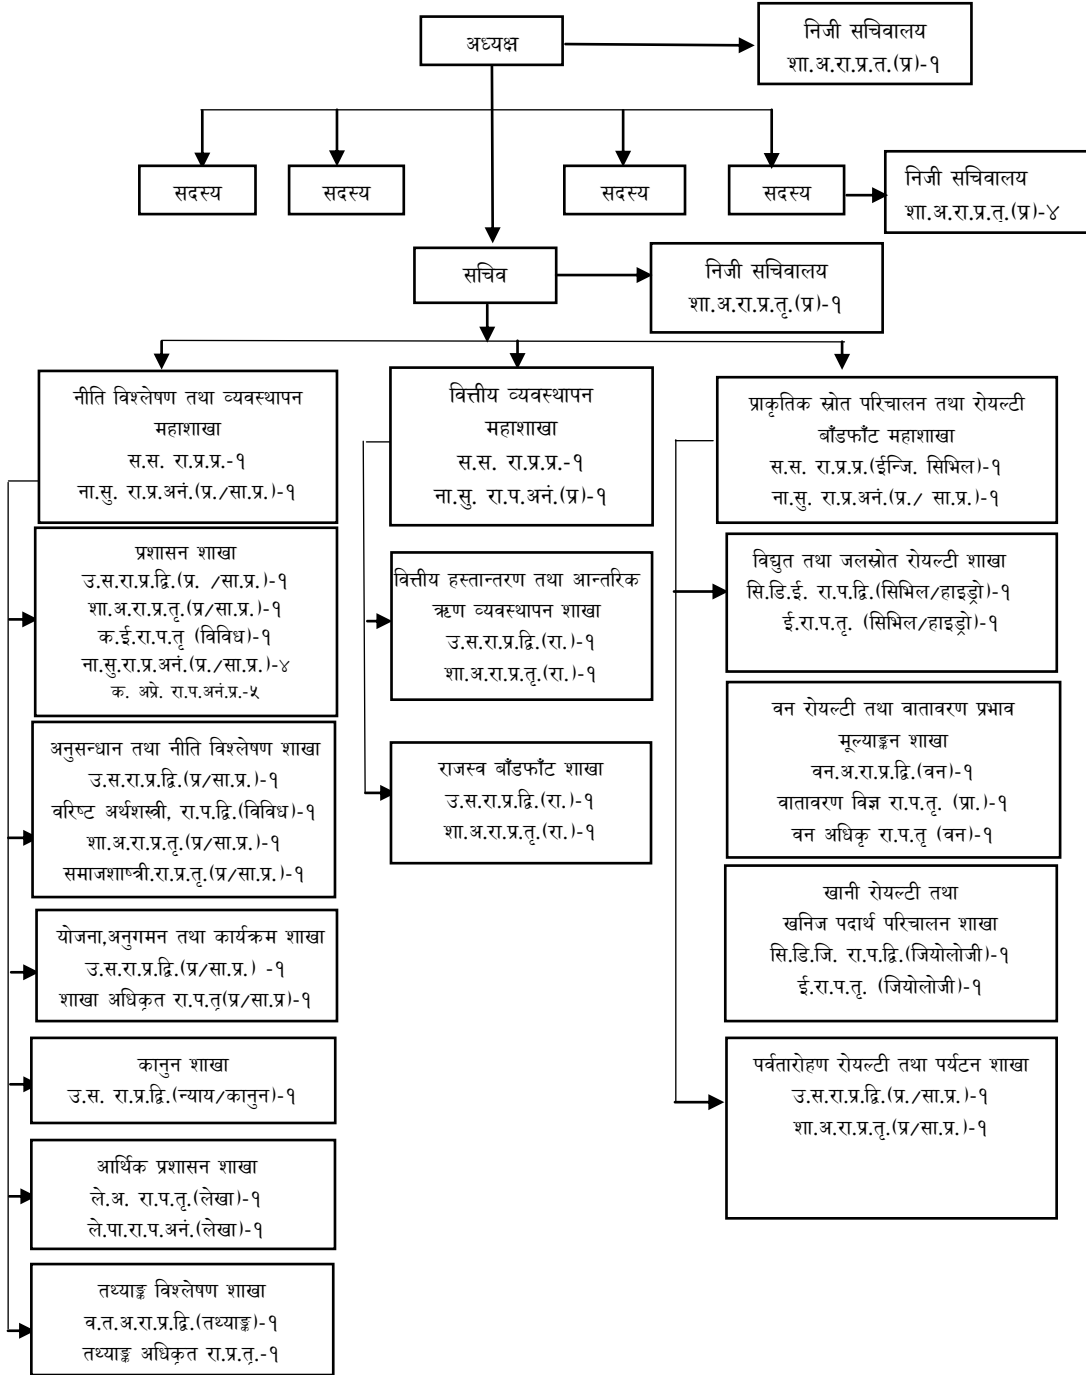 अध्यक्ष
निजी सचिवालय
शा.अ.रा.प्र.त.(प्र)-१
सदस्य
सदस्य
सदस्य
सदस्य
निजी सचिवालय
शा.अ.रा.प्र.त.(प्र)-४
सचिव
निजी सचिवालय
शा.अ.रा.प्र.तृ.(प्र)-१
नीति विश्लेषण तथा व्यवस्थापन
महाशाखा
स.स. रा.प्र.प्र.-१
ना.सु. रा.प्र.अनं.(प्र./सा.प्र.)-१
प्रशासन शाखा
उ.स.रा.प्र.द्वि.(प्र. /सा.प्र.)-१
शा.अ.रा.प्र.तृ.(प्र/सा.प्र.)-१
क.ई.रा.प.तृ (विविध)-१
ना.सु.रा.प्र.अनं.(प्र./सा.प्र.)-४
क. अप्रे. रा.प.अनं.प्र.-५
अनुसन्धान तथा नीति विश्लेषण शाखा
उ.स.रा.प्र.द्वि.(प्र/सा.प्र.)-१
वरिष्ट अर्थशस्त्री, रा.प.द्वि.(विविध)-१
शा.अ.रा.प्र.तृ.(प्र/सा.प्र.)-१
समाजशाष्त्री.रा.प्र.तृ.(प्र/सा.प्र.)-१
योजना,अनुगमन तथा कार्यक्रम शाखा
उ.स.रा.प्र.द्वि.(प्र/सा.प्र.) -१
शाखा अधिकृत रा.प.तृ(प्र/सा.प्र)-१
कानुन शाखा
उ.स. रा.प्र.द्वि.(न्याय/कानुन)-१
आर्थिक प्रशासन शाखा
ले.अ. रा.प.तृ.(लेखा)-१
ले.पा.रा.प.अनं.(लेखा)-१
तथ्याङ्क विश्लेषण शाखा
व.त.अ.रा.प्र.द्वि.(तथ्याङ्क)-१
तथ्याङ्क अधिकृत रा.प्र.तृ.-१
वित्तीय व्यवस्थापन
महाशाखा
स.स. रा.प्र.प्र.-१
ना.सु. रा.प.अनं.(प्र)-१
वित्तीय हस्तान्तरण तथा आन्तरिक
ऋण व्यवस्थापन शाखा
उ.स.रा.प्र.द्वि.(रा.)-१
शा.अ.रा.प्र.तृ.(रा.)-१
राजस्व बाँडफाँट शाखा
उ.स.रा.प्र.द्वि.(रा.)-१
शा.अ.रा.प्र.तृ.(रा.)-१
प्राकृतिक स्रोत परिचालन तथा रोयल्टी
बाँडफाँट महाशाखा
स.स. रा.प्र.प्र.(ईन्जि. सिभिल)-१
ना.सु. रा.प्र.अनं.(प्र./ सा.प्र.)-१
विद्युत तथा जलस्रोत रोयल्टी शाखा
सि.डि.ई. रा.प.द्वि.(सिभिल/हाइड्रो)-१
ई.रा.प.तृ. (सिभिल/हाइड्रो)-१
वन रोयल्टी तथा वातावरण प्रभाव
मूल्याङ्कन शाखा
वन.अ.रा.प्र.द्वि.(वन)-१
वातावरण विज्ञ रा.प.तृ. (प्रा.)-१
वन अधिकृ रा.प.तृ (वन)-१
खानी रोयल्टी तथा
खनिज पदार्थ परिचालन शाखा
सि.डि.जि. रा.प.द्वि.(जियोलोजी)-१
ई.रा.प.तृ. (जियोलोजी)-१
पर्वतारोहण रोयल्टी तथा पर्यटन शाखा
उ.स.रा.प्र.द्वि.(प्र./सा.प्र.)-१
शा.अ.रा.प्र.तृ.(प्र/सा.प्र.)-१